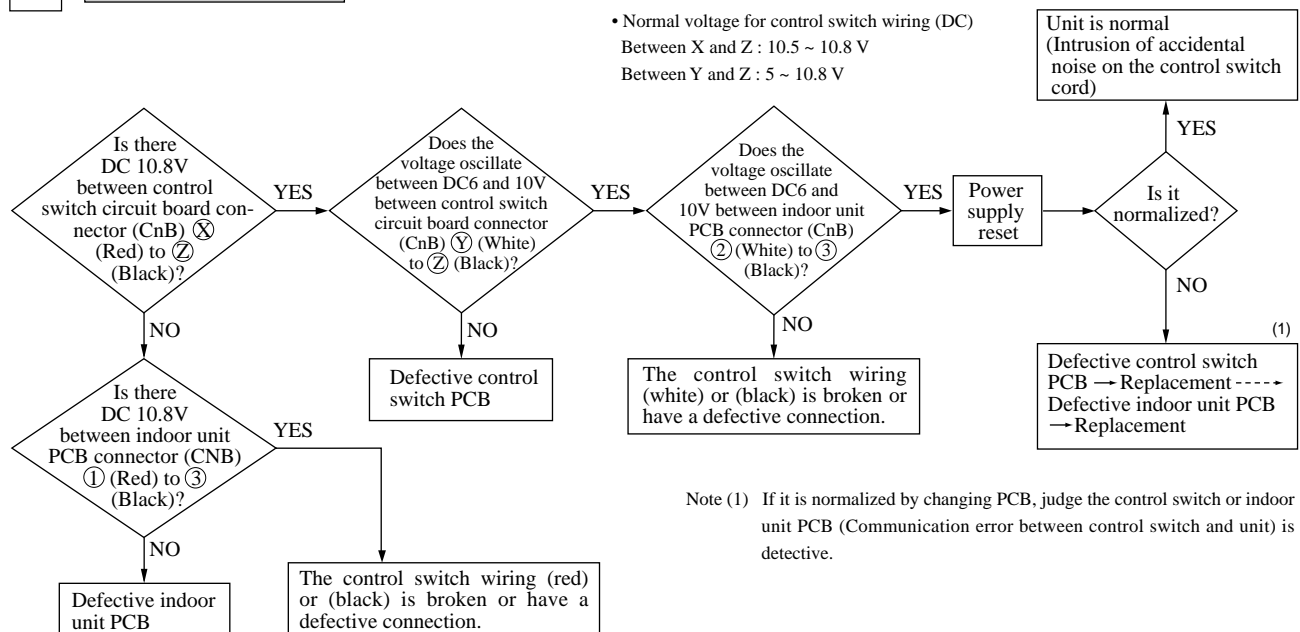 • Normal voltage for control switch wiring (DC)
Between X and Z : 10.5 ~ 10.8 V
Between Y and Z : 5 ~ 10.8 V
Unit is normal
(Intrusion of accidental
noise on the control switch
cord)
YES
Is there
DC 10.8V
between control
switch circuit board con-
nector (CnB) Ⓧ
(Red) to Ⓩ
(Black)?
YES
Does the
voltage oscillate
between DC6 and 10V
between control switch
circuit board connector
(CnB) Ⓨ (White)
to Ⓩ (Black)?
YES
Does the
voltage oscillate
between DC6 and
10V between indoor unit
PCB connector (CnB)
② (White) to ③
(Black)?
YES
Power
supply
reset
Is it
normalized?
NO
NO
NO
NO
(1)
Defective control switch
PCB → Replacement ----→
Defective indoor unit PCB
→ Replacement
Defective control
switch PCB
The control switch wiring
(white) or (black) is broken or
have a defective connection.
Is there
DC 10.8V
between indoor unit
PCB connector (CNB)
① (Red) to ③
(Black)?
YES
NO
Defective indoor
unit PCB
The control switch wiring (red)
or (black) is broken or have a
defective connection.
Note (1) If it is normalized by changing PCB, judge the control switch or indoor
unit PCB (Communication error between control switch and unit) is
detective.